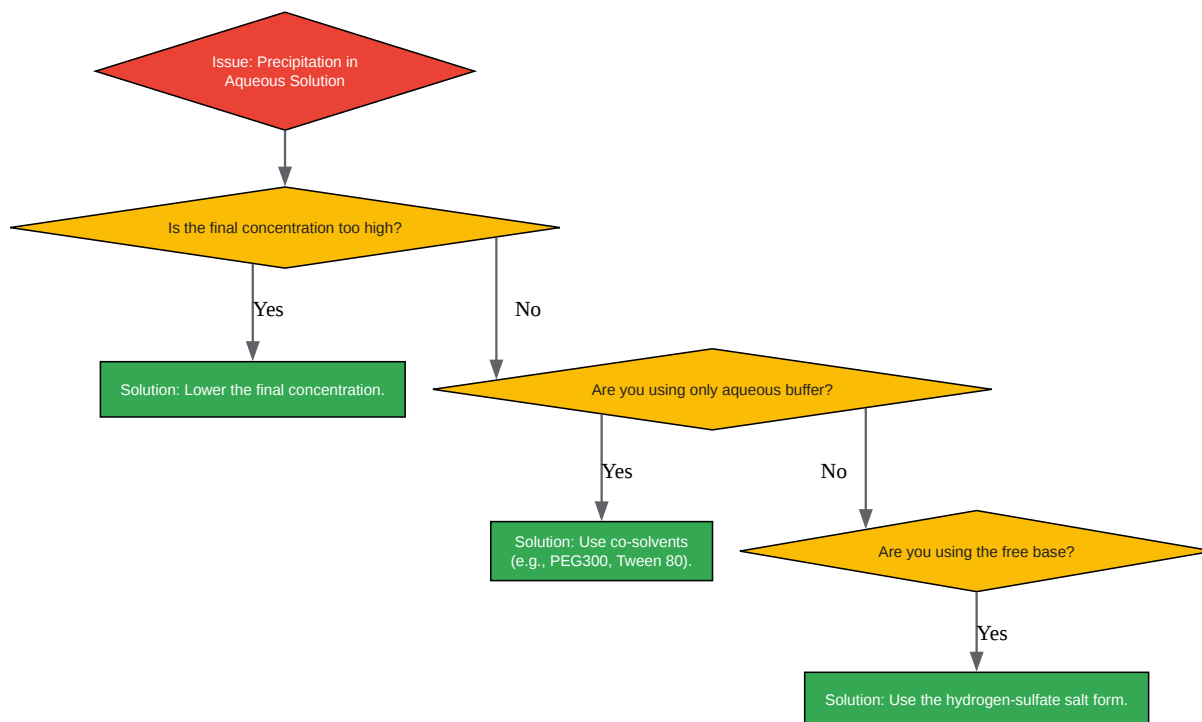 Issue: Precipitation in
Aqueous Solution
Is the final concentration too high?
Yes
No
Solution: Lower the final concentration.
Are you using only aqueous buffer?
Yes
No
Solution: Use co-solvents
(e.g., PEG300, Tween 80).
Are you using the free base?
Yes
Solution: Use the hydrogen-sulfate salt form.